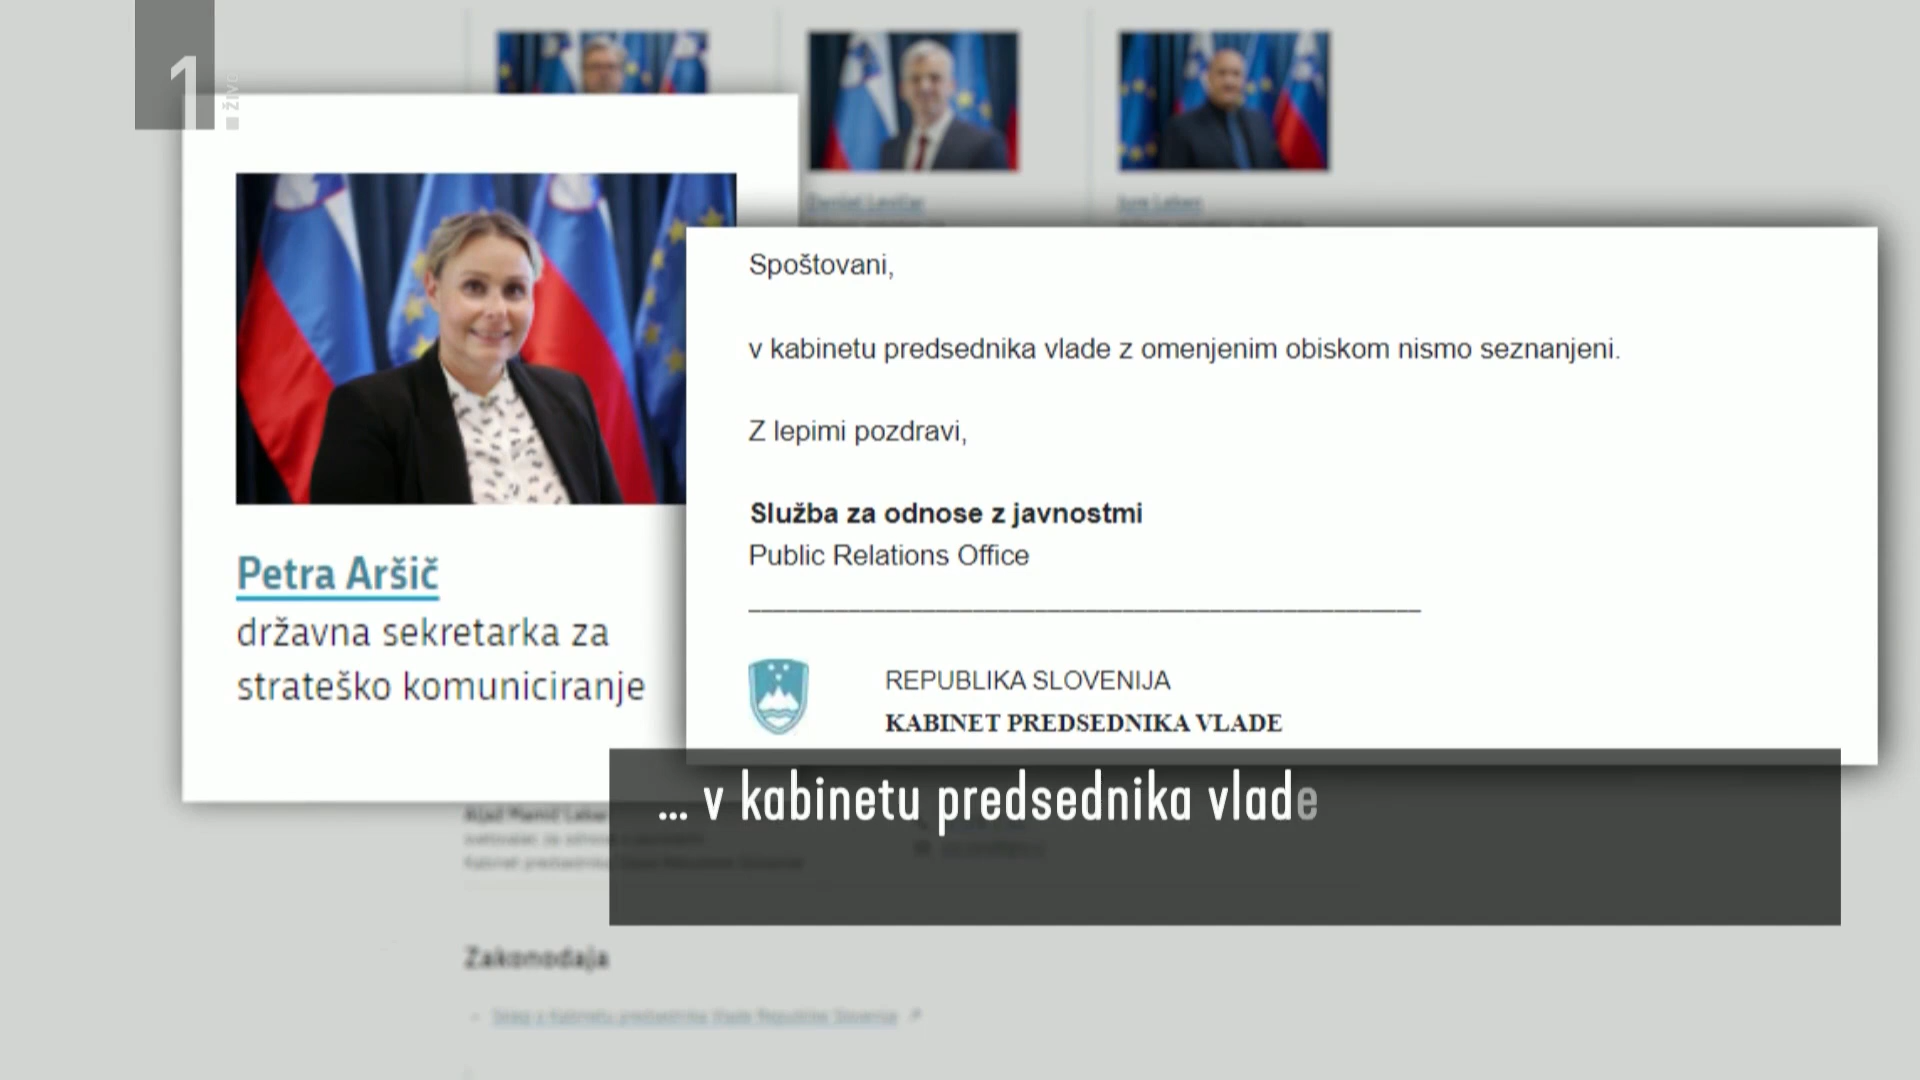 1
živo
Petra Aršič
državna sekretarka za
strateško komuniciranje
Spoštovani,
v kabinetu predsednika vlade z omenjenim obiskom nismo seznanjeni.
Z lepimi pozdravi,
Služba za odnose z javnostmi
Public Relations Office
REPUBLIKA SLOVENIJA
KABINET PREDSEDNIKA VLADE
... v kabinetu predsednika vlade
Zakonodaja